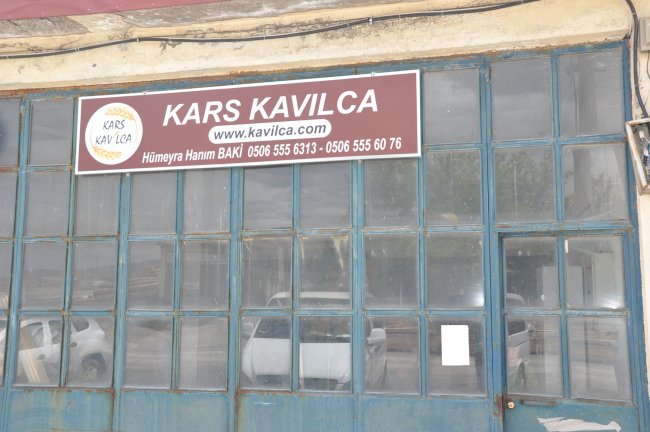 KARS
KAVILCA
KARS KAVILCA
www.kavilca.com
Hümeyra Hanım BAKİ 0506 555 6313 - 0506 555 60 76